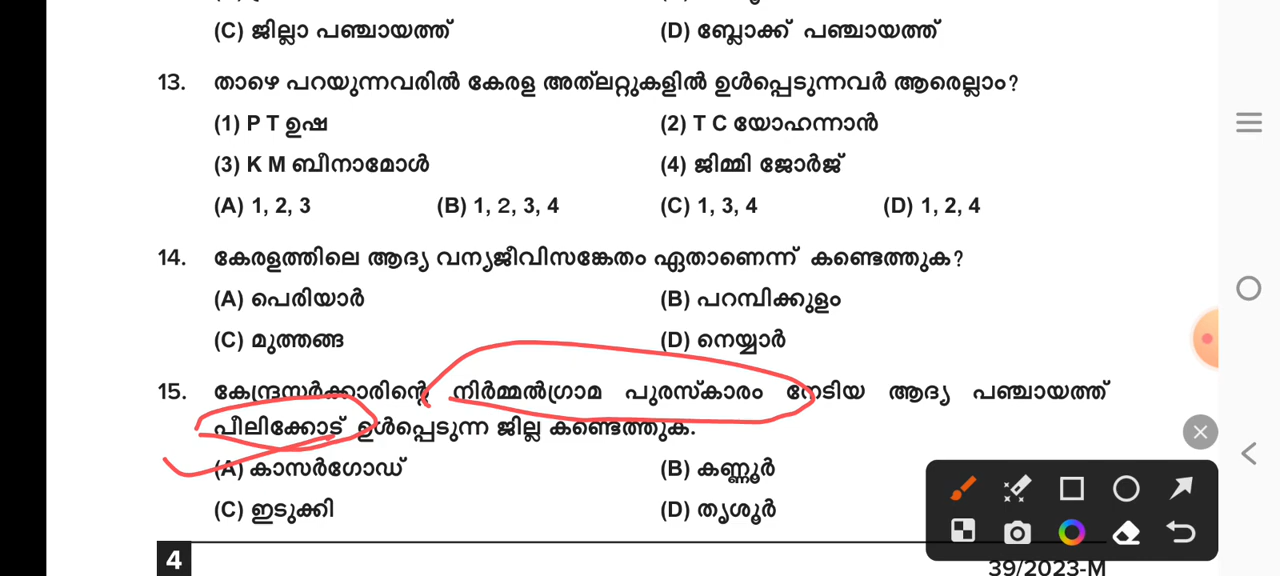 (C) ജില്ലാ പഞ്ചായത്ത് (D) ബ്ലോക്ക് പഞ്ചായത്ത്
13. താഴെ പറയുന്നവരിൽ കേരള അത്‌ലറ്റുകളിൽ ഉൾപ്പെടുന്നവർ ആരെല്ലാം?
(1) P T ഉഷ (2) T C യോഹന്നാൻ
(3) K M ബീനാമോൾ (4) ജിമ്മി ജോർജ്
(A) 1, 2, 3 (B) 1, 2, 3, 4 (C) 1, 3, 4 (D) 1, 2, 4
14. കേരളത്തിലെ ആദ്യ വന്യജീവിസങ്കേതം ഏതാണെന്ന് കണ്ടെത്തുക?
(A) പെരിയാർ (B) പറമ്പിക്കുളം
(C) മുത്തങ്ങ (D) നെയ്യാർ
15. കേന്ദ്രസർക്കാരിന്റെ നിർമ്മൽഗ്രാമ പുരസ്കാരം നേടിയ ആദ്യ പഞ്ചായത്ത്
പീലിക്കോട് ഉൾപ്പെടുന്ന ജില്ല കണ്ടെത്തുക.
(A) കാസർഗോഡ് (B) കണ്ണൂർ
(C) ഇടുക്കി (D) തൃശൂർ
4 39/2023-M